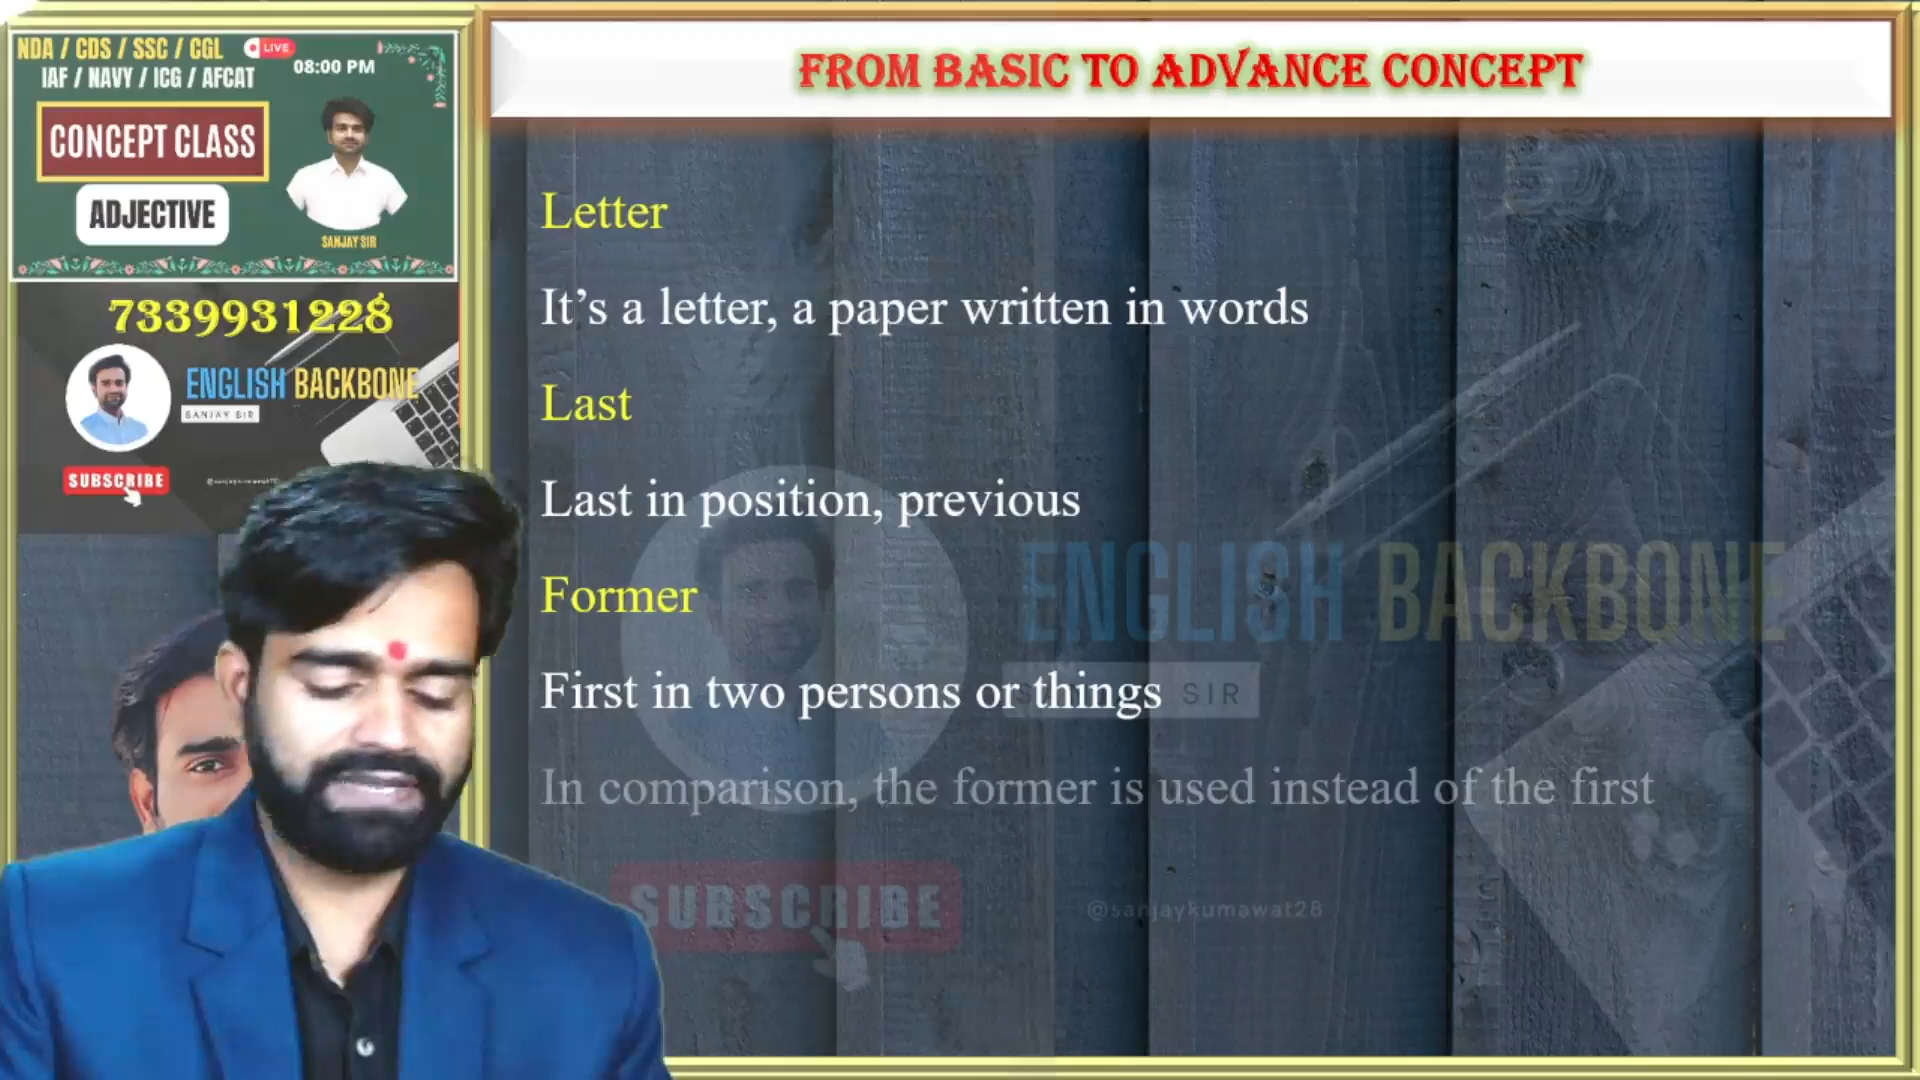 NDA / CDS / SSC / CGL
LIVE
IAF / NAVY / ICG / AFCAT
08:00 PM
CONCEPT CLASS
ADJECTIVE
SANJAY SIR
7339931228
ENGLISH BACKBONE
SANJAY SIR
SUBSCRIBE
FROM BASIC TO ADVANCE CONCEPT
Letter
It’s a letter, a paper written in words
Last
Last in position, previous
Former
First in two persons or things
In comparison, the former is used instead of the first
ENGLISH BACKBONE
SIR
SUBSCRIBE
@sanjaykumawat28